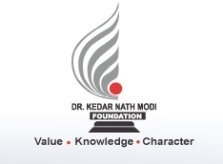 DR. KEDAR NATH MODI
FOUNDATION
Value • Knowledge • Character